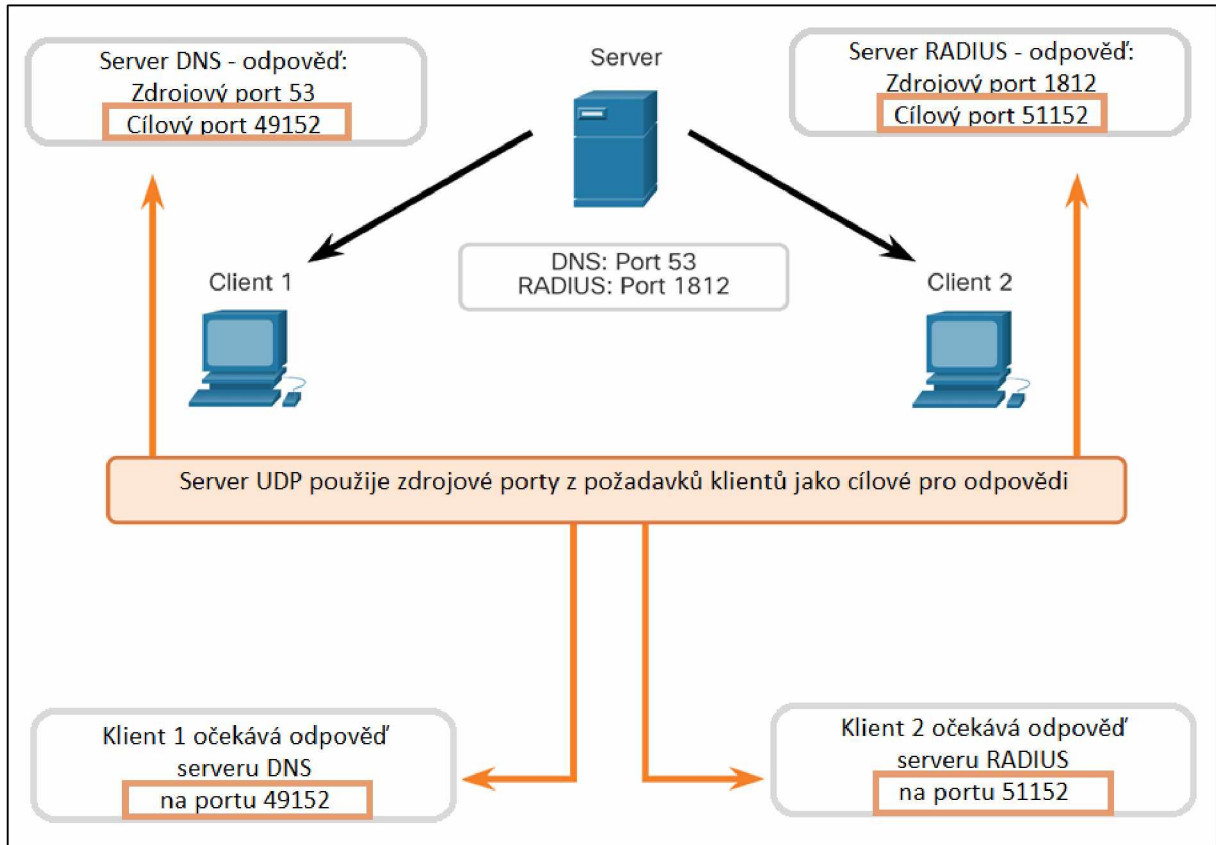 Server DNS - odpověď:
Zdrojový port 53
Cílový port 49152
Server
Server RADIUS - odpověď:
Zdrojový port 1812
Cílový port 51152
Client 1
DNS: Port 53
RADIUS: Port 1812
Client 2
Server UDP použije zdrojové porty z požadavků klientů jako cílové pro odpovědi
Klient 1 očekává odpověď
serveru DNS
na portu 49152
Klient 2 očekává odpověď
serveru RADIUS
na portu 51152